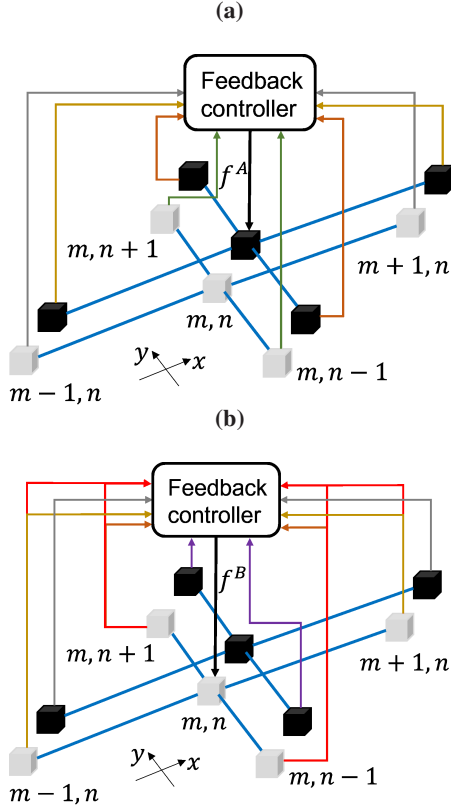 (a)
Feedback
controller
f^A
m, n + 1
m + 1, n
m, n
m, n − 1
m − 1, n
y
x
(b)
Feedback
controller
f^B
m, n + 1
m + 1, n
m, n
m, n − 1
m − 1, n
y
x